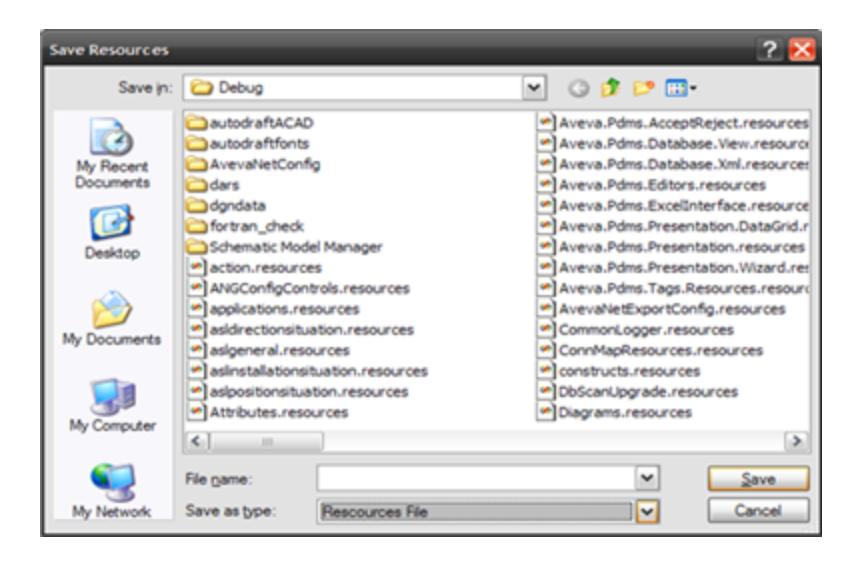 Save Resources
Save in:
Debug
My Recent
Documents
Desktop
My Documents
My Computer
My Network
autodraftACAD
autodraftfonts
AvevaNetConfig
dars
dgndata
fortran_check
Schematic Model Manager
action.resources
ANGConfigControls.resources
applications.resources
asldirectionsituation.resources
aslgeneral.resources
aslinstallationsituation.resources
aslpositionsituation.resources
Attributes.resources
Aveva.Pdms.AcceptReject.resources
Aveva.Pdms.Database.View.resource
Aveva.Pdms.Database.Xml.resources
Aveva.Pdms.Editors.resources
Aveva.Pdms.ExcelInterface.resource
Aveva.Pdms.Presentation.DataGrid.r
Aveva.Pdms.Presentation.resources
Aveva.Pdms.Presentation.Wizard.res
Aveva.Pdms.Tags.Resources.resourc
AvevaNetExportConfig.resources
CommonLogger.resources
ConnMapResources.resources
constructs.resources
DbScanUpgrade.resources
Diagrams.resources
File name:
Save
Save as type:
Rescources File
Cancel